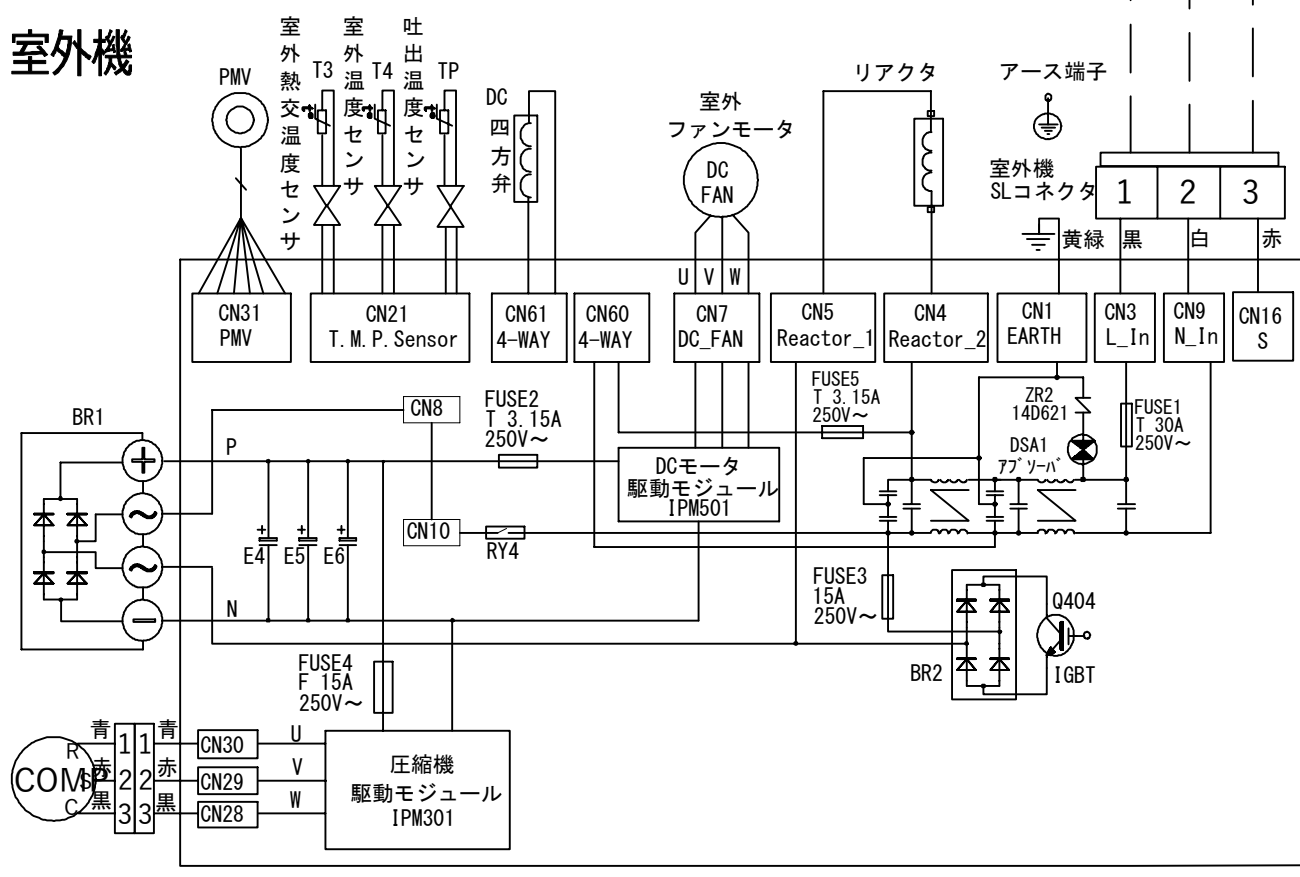 室外機
PMV
室外熱交温度センサ
T3
室外温度センサ
T4
吐出温度センサ
TP
DC四方弁
室外
ファンモータ
DC
FAN
リアクタ
アース端子
室外機
SLコネクタ
1 2 3
黄緑 黒 白 赤
U V W
CN31
PMV
CN21
T.M.P.Sensor
CN61
4-WAY
CN60
4-WAY
CN7
DC_FAN
CN5
Reactor_1
CN4
Reactor_2
CN1
EARTH
CN3
L_In
CN9
N_In
CN16
S
BR1
P
CN8
FUSE2
T 3.15A
250V～
FUSE5
T 3.15A
250V～
ZR2
14D621
DSA1
アブソーバ
FUSE1
T 30A
250V～
DCモータ
駆動モジュール
IPM501
E4 E5 E6
CN10
RY4
N
FUSE3
15A
250V～
Q404
IGBT
BR2
FUSE4
F 15A
250V～
COMP
R
S
C
青 1 1 青 CN30 U
赤 2 2 赤 CN29 V
黒 3 3 黒 CN28 W
圧縮機
駆動モジュール
IPM301